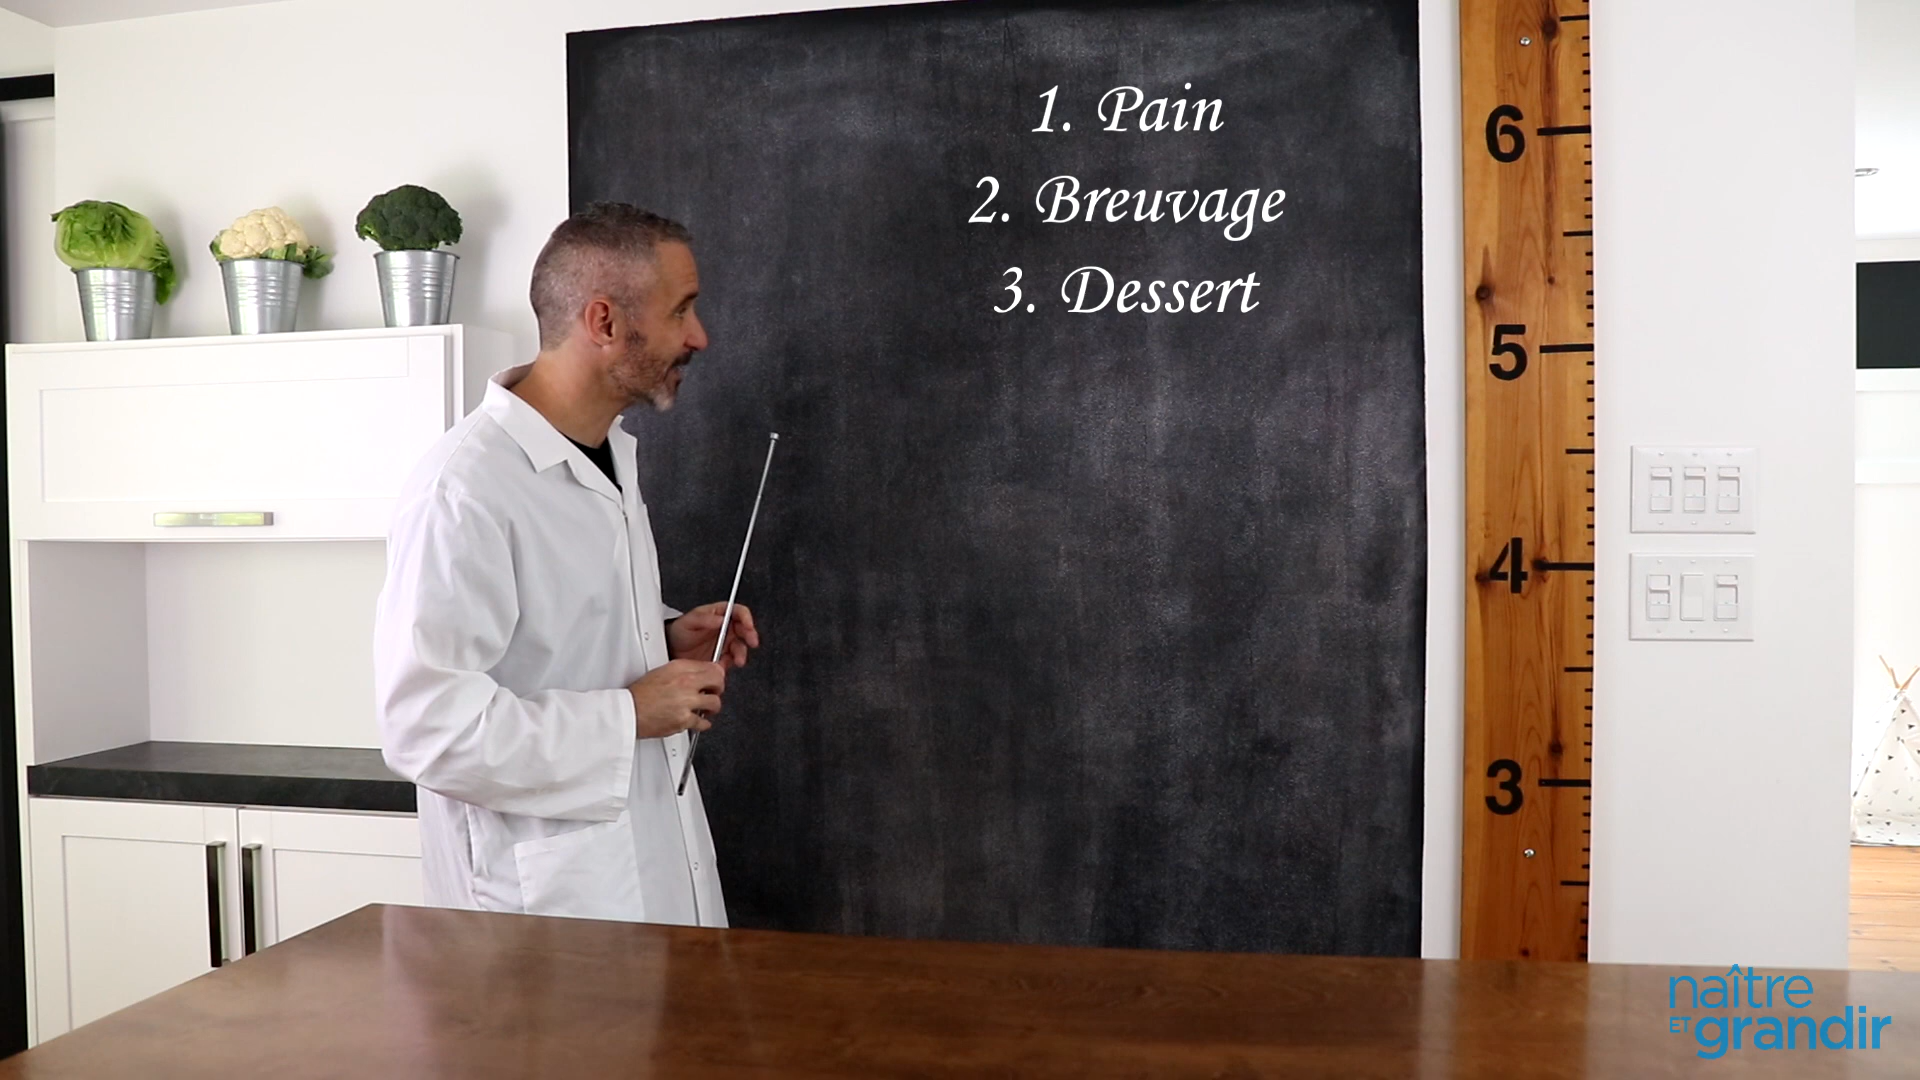 1. Pain
2. Breuvage
3. Dessert
6
5
4
3
naître
ET grandir